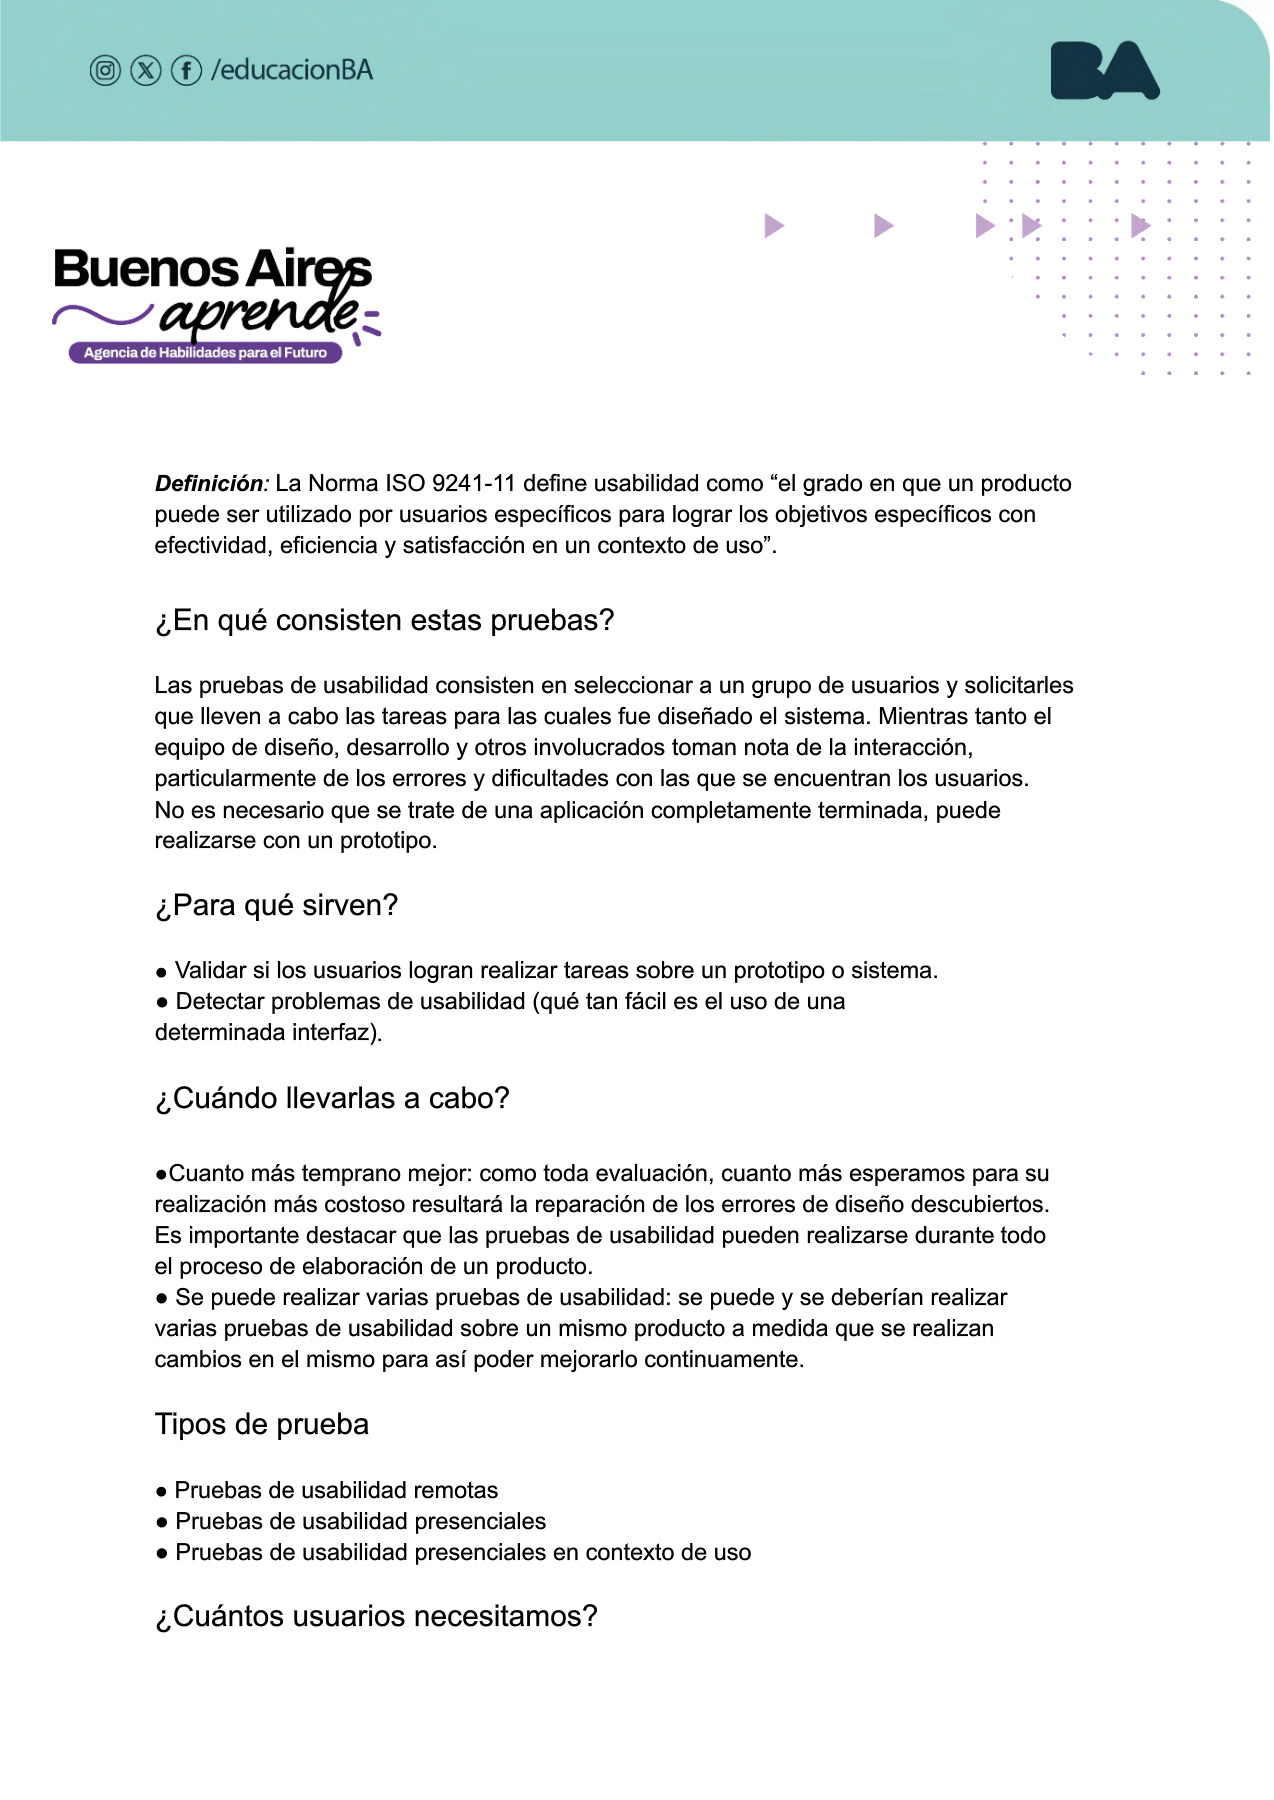 /educacionBA
BA
Buenos Aires
aprende
Agencia de Habilidades para el Futuro
Definición: La Norma ISO 9241-11 define usabilidad como “el grado en que un producto
puede ser utilizado por usuarios específicos para lograr los objetivos específicos con
efectividad, eficiencia y satisfacción en un contexto de uso”.
¿En qué consisten estas pruebas?
Las pruebas de usabilidad consisten en seleccionar a un grupo de usuarios y solicitarles
que lleven a cabo las tareas para las cuales fue diseñado el sistema. Mientras tanto el
equipo de diseño, desarrollo y otros involucrados toman nota de la interacción,
particularmente de los errores y dificultades con las que se encuentran los usuarios.
No es necesario que se trate de una aplicación completamente terminada, puede
realizarse con un prototipo.
¿Para qué sirven?
● Validar si los usuarios logran realizar tareas sobre un prototipo o sistema.
● Detectar problemas de usabilidad (qué tan fácil es el uso de una
determinada interfaz).
¿Cuándo llevarlas a cabo?
●Cuanto más temprano mejor: como toda evaluación, cuanto más esperamos para su
realización más costoso resultará la reparación de los errores de diseño descubiertos.
Es importante destacar que las pruebas de usabilidad pueden realizarse durante todo
el proceso de elaboración de un producto.
● Se puede realizar varias pruebas de usabilidad: se puede y se deberían realizar
varias pruebas de usabilidad sobre un mismo producto a medida que se realizan
cambios en el mismo para así poder mejorarlo continuamente.
Tipos de prueba
● Pruebas de usabilidad remotas
● Pruebas de usabilidad presenciales
● Pruebas de usabilidad presenciales en contexto de uso
¿Cuántos usuarios necesitamos?